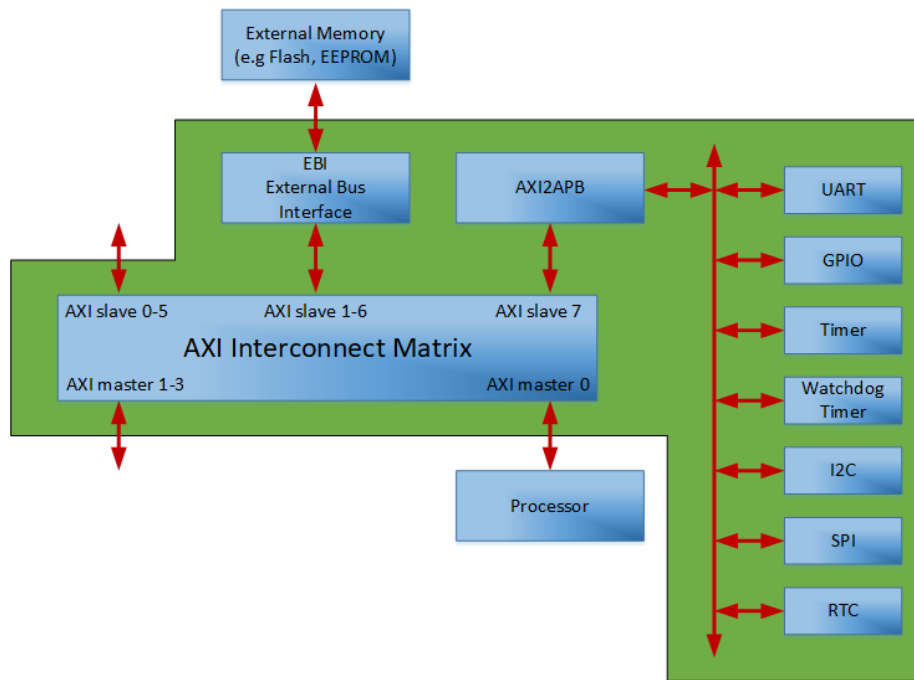 External Memory
(e.g Flash, EEPROM)
EBI
External Bus
Interface
AXI2APB
UART
GPIO
AXI slave 0-5
AXI slave 1-6
AXI slave 7
Timer
AXI Interconnect Matrix
AXI master 1-3
AXI master 0
Watchdog
Timer
I2C
Processor
SPI
RTC